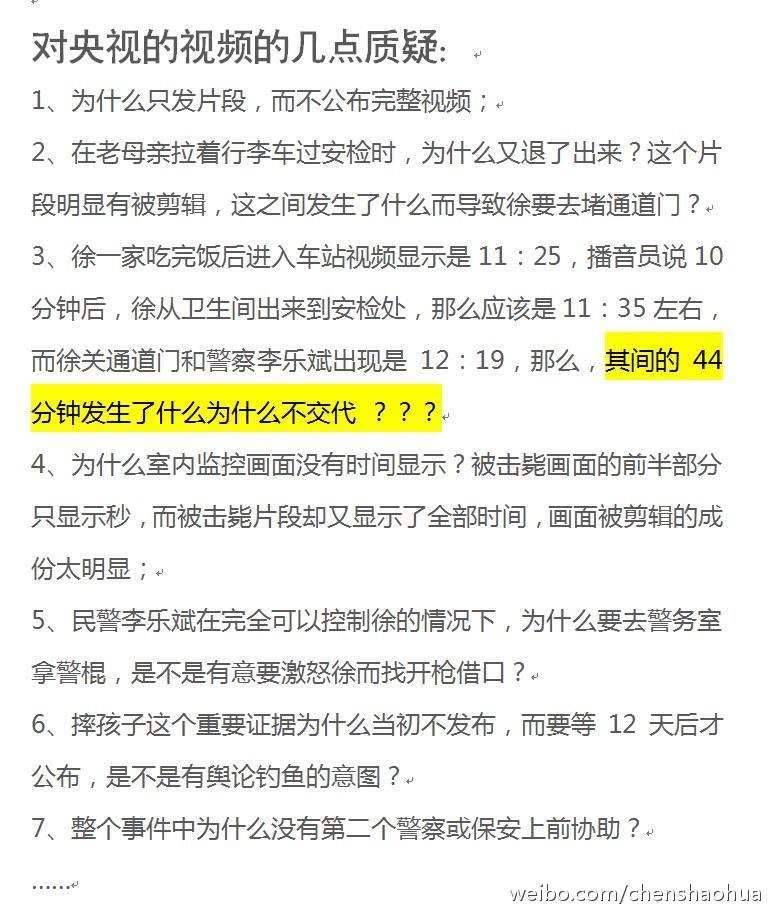 对央视的视频的几点质疑：
1、为什么只发片段，而不公布完整视频；
2、在老母亲拉着行李车过安检时，为什么又退了出来？这个片
段明显有被剪辑，这之间发生了什么而导致徐要去堵通道门？
3、徐一家吃完饭后进入车站视频显示是 11：25，播音员说 10
分钟后，徐从卫生间出来到安检处，那么应该是 11：35 左右，
而徐关通道门和警察李乐斌出现是 12：19，那么，其间的 44
分钟发生了什么为什么不交代 ？？？
4、为什么室内监控画面没有时间显示？被击毙画面的前半部分
只显示秒，而被击毙片段却又显示了全部时间，画面被剪辑的成
份太明显；
5、民警李乐斌在完全可以控制徐的情况下，为什么要去警务室
拿警棍，是不是有意要激怒徐而找开枪借口？
6、摔孩子这个重要证据为什么当初不发布，而要等 12 天后才
公布，是不是有舆论钓鱼的意图？
7、整个事件中为什么没有第二个警察或保安上前协助？
……
weibo.com/chenshaohua